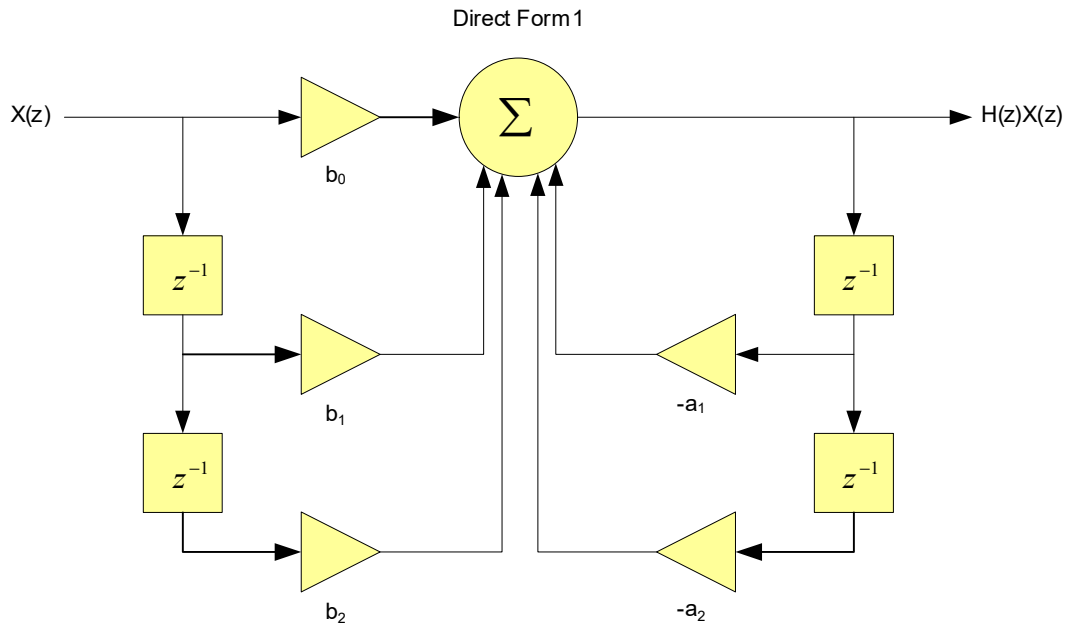 Direct Form 1
X(z)
∑
H(z)X(z)
b₀
z⁻¹
z⁻¹
b₁
-a₁
z⁻¹
z⁻¹
b₂
-a₂